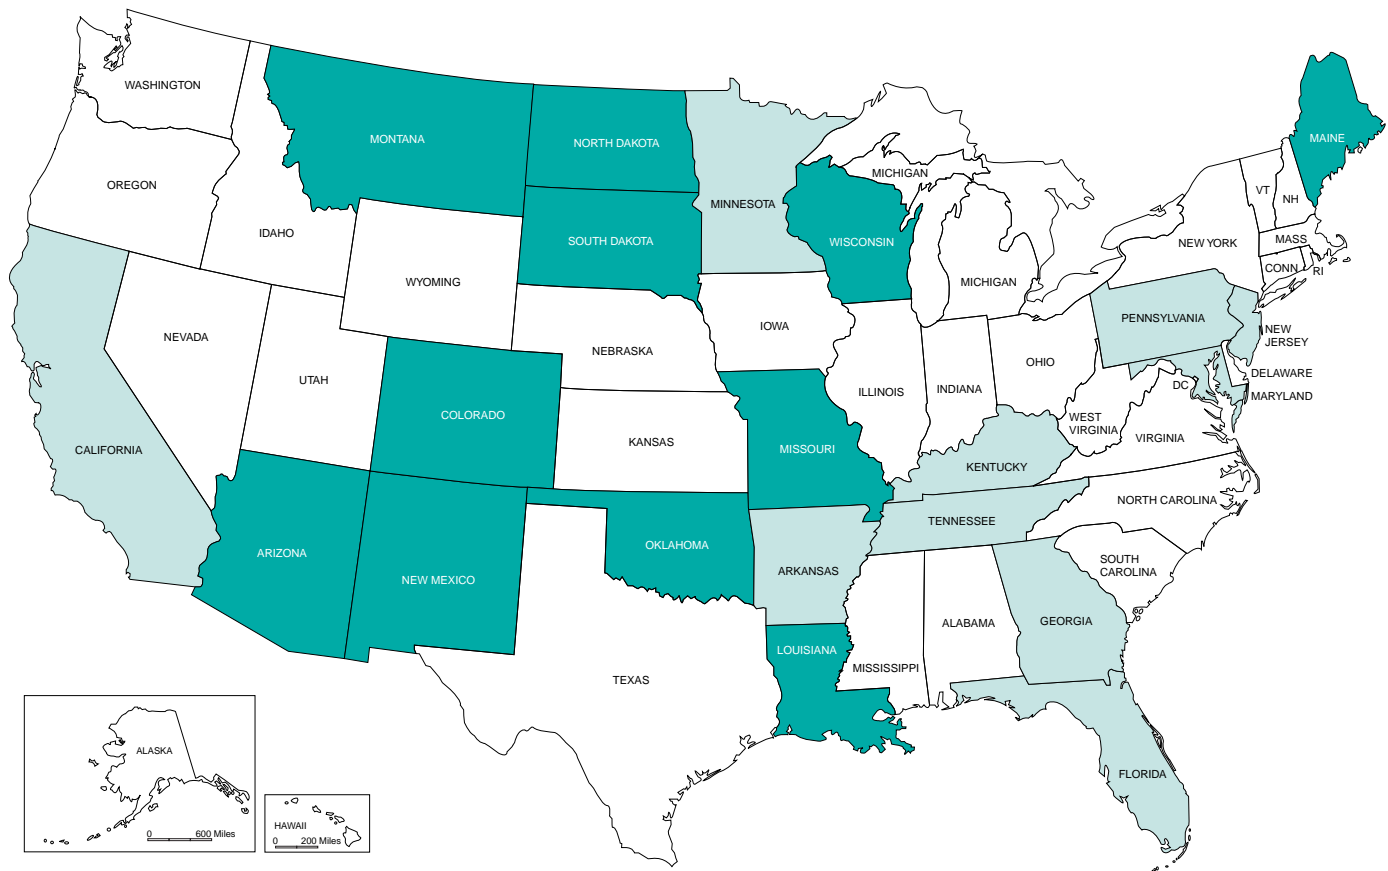 WASHINGTON
MONTANA
NORTH DAKOTA
MAINE
OREGON
MICHIGAN
VT
NH
MINNESOTA
IDAHO
SOUTH DAKOTA
WISCONSIN
NEW YORK
MASS
CONN
RI
WYOMING
MICHIGAN
PENNSYLVANIA
NEW
JERSEY
NEVADA
IOWA
NEBRASKA
OHIO
DELAWARE
UTAH
ILLINOIS
INDIANA
DC
MARYLAND
COLORADO
WEST
VIRGINIA
KANSAS
VIRGINIA
CALIFORNIA
MISSOURI
KENTUCKY
NORTH CAROLINA
TENNESSEE
ARIZONA
OKLAHOMA
SOUTH
CAROLINA
NEW MEXICO
ARKANSAS
GEORGIA
ALABAMA
LOUISIANA
MISSISSIPPI
TEXAS
FLORIDA
ALASKA
0 600 Miles
HAWAII
0 200 Miles